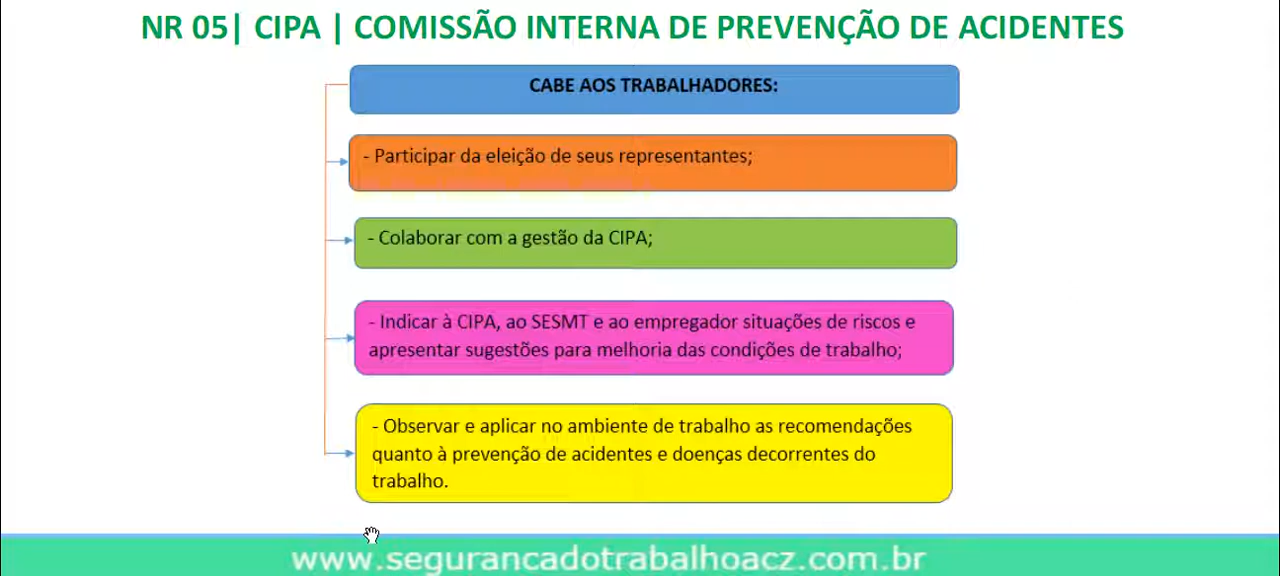 NR 05| CIPA | COMISSÃO INTERNA DE PREVENÇÃO DE ACIDENTES
CABE AOS TRABALHADORES:
- Participar da eleição de seus representantes;
- Colaborar com a gestão da CIPA;
- Indicar à CIPA, ao SESMT e ao empregador situações de riscos e
apresentar sugestões para melhoria das condições de trabalho;
- Observar e aplicar no ambiente de trabalho as recomendações
quanto à prevenção de acidentes e doenças decorrentes do
trabalho.
www.segurancadotrabalhoacz.com.br